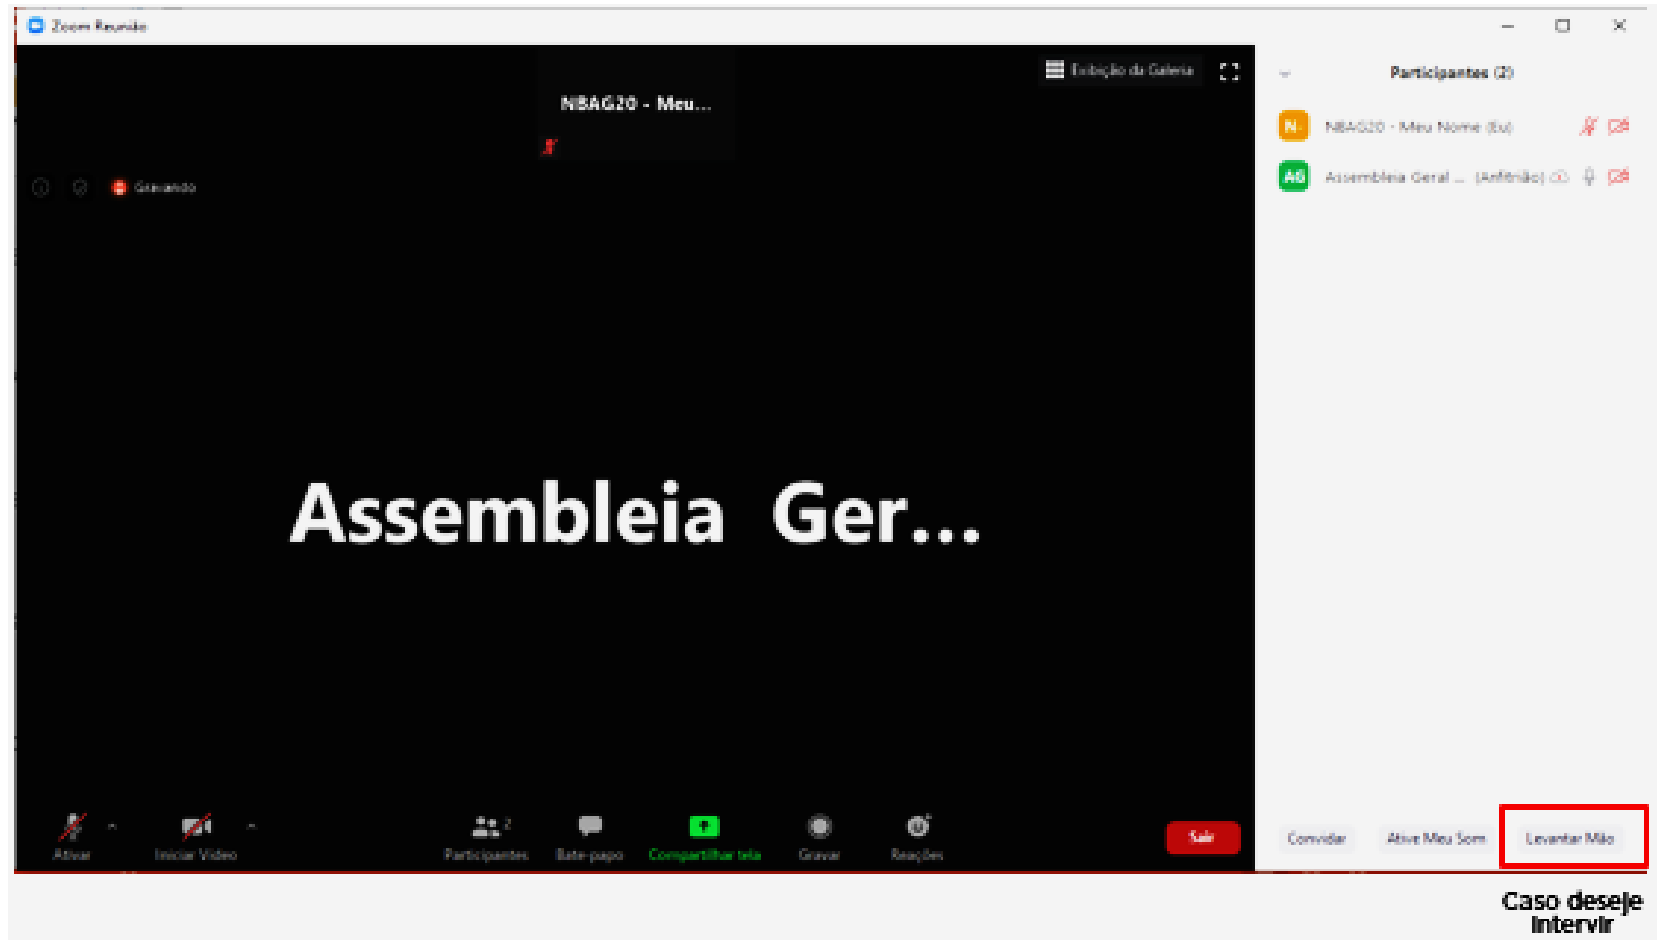 Zoom Reunião
Exibição da Galeria
NBAG20 - Meu...
Gravando
Assembleia Ger...
Participantes (2)
N-
NBAG20 - Meu Nome (Eu)
AG
Assembleia Geral ... (Anfitrião)
Ativar
Iniciar Vídeo
2
Participantes
Bate-papo
Compartilhar tela
Gravar
Reações
Sair
Convidar
Ative Meu Som
Levantar Mão
Caso deseje
intervir